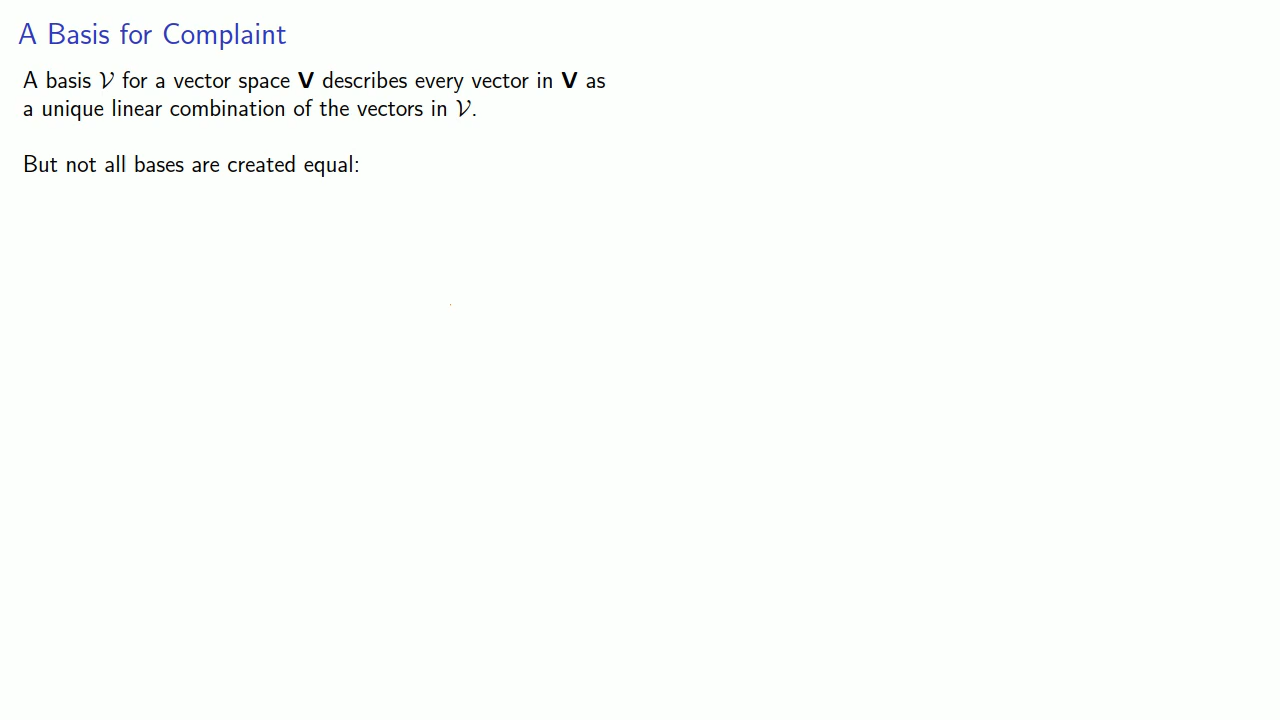 A Basis for Complaint
A basis 𝒱 for a vector space V describes every vector in V as
a unique linear combination of the vectors in 𝒱.
But not all bases are created equal: